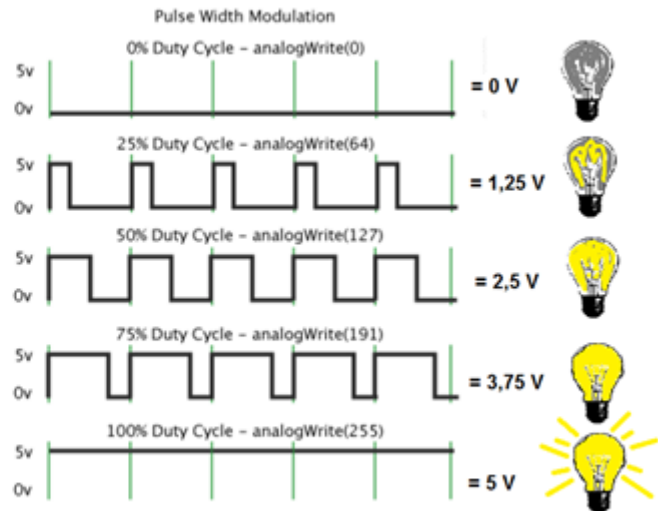 Pulse Width Modulation
0% Duty Cycle – analogWrite(0)
5v
0v
= 0 V
25% Duty Cycle – analogWrite(64)
5v
0v
= 1,25 V
50% Duty Cycle – analogWrite(127)
5v
0v
= 2,5 V
75% Duty Cycle – analogWrite(191)
5v
0v
= 3,75 V
100% Duty Cycle – analogWrite(255)
5v
0v
= 5 V